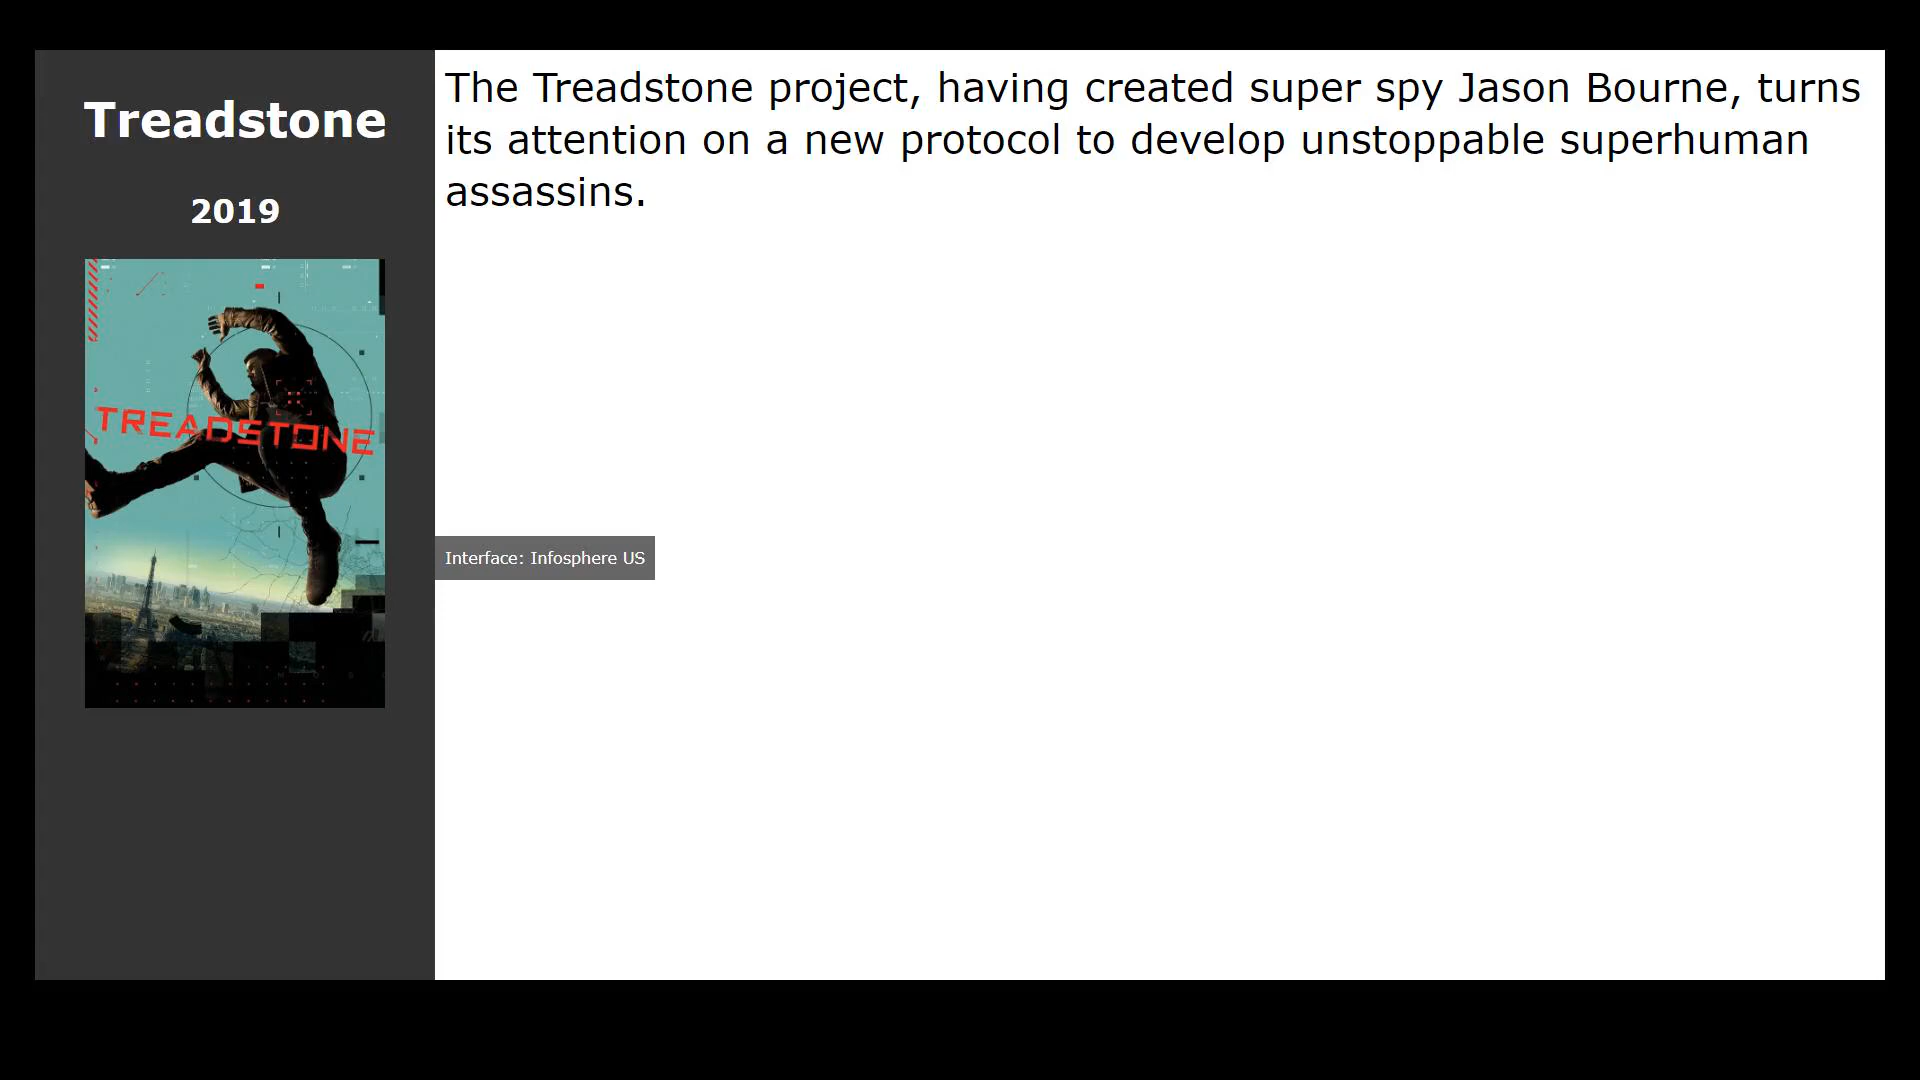 Treadstone
2019
TREADSTONE
The Treadstone project, having created super spy Jason Bourne, turns
its attention on a new protocol to develop unstoppable superhuman
assassins.
Interface: Infosphere US